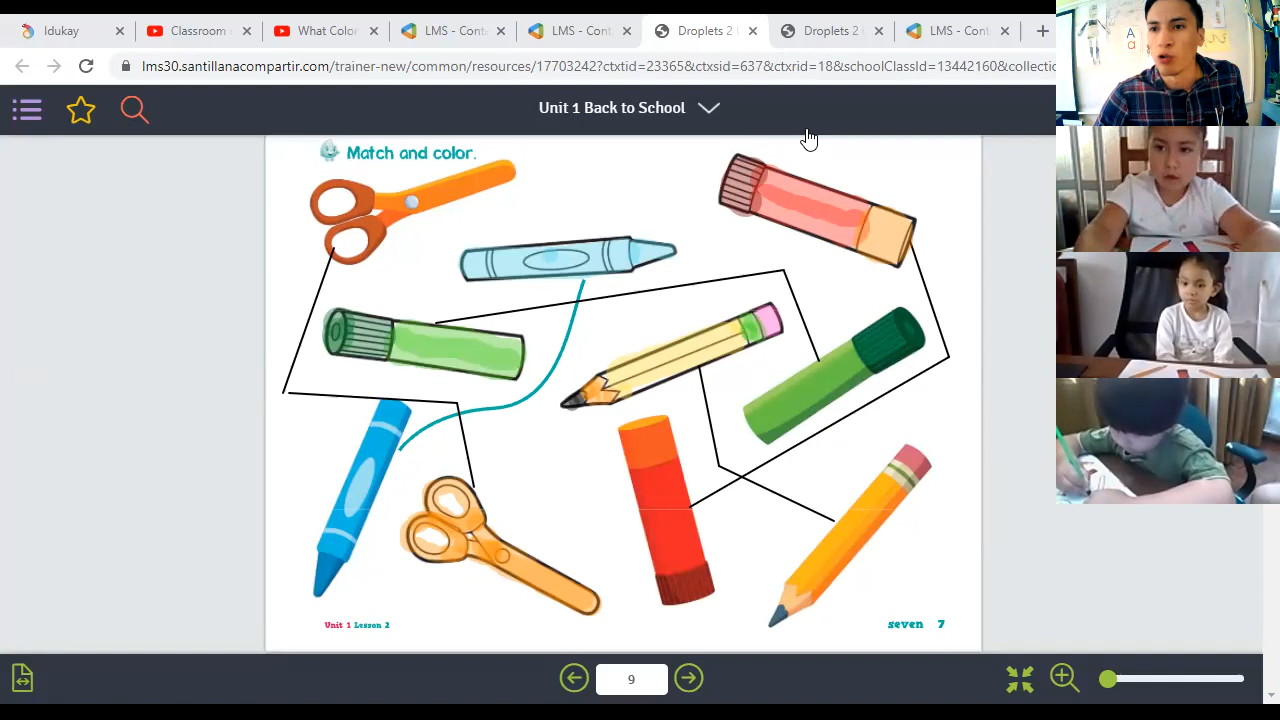 Idukay
Classroom
What Color
LMS - Con
LMS - Cont
Droplets 2
Droplets 2
LMS - Cont
lms30.santillanacompartir.com/trainer-new/common/resources/17703242?ctxtid=23365&ctxsid=637&ctxrid=18&schoolClassId=13442160&collectio
Unit 1 Back to School
Match and color.
Unit 1 Lesson 2
seven 7
9
A
a